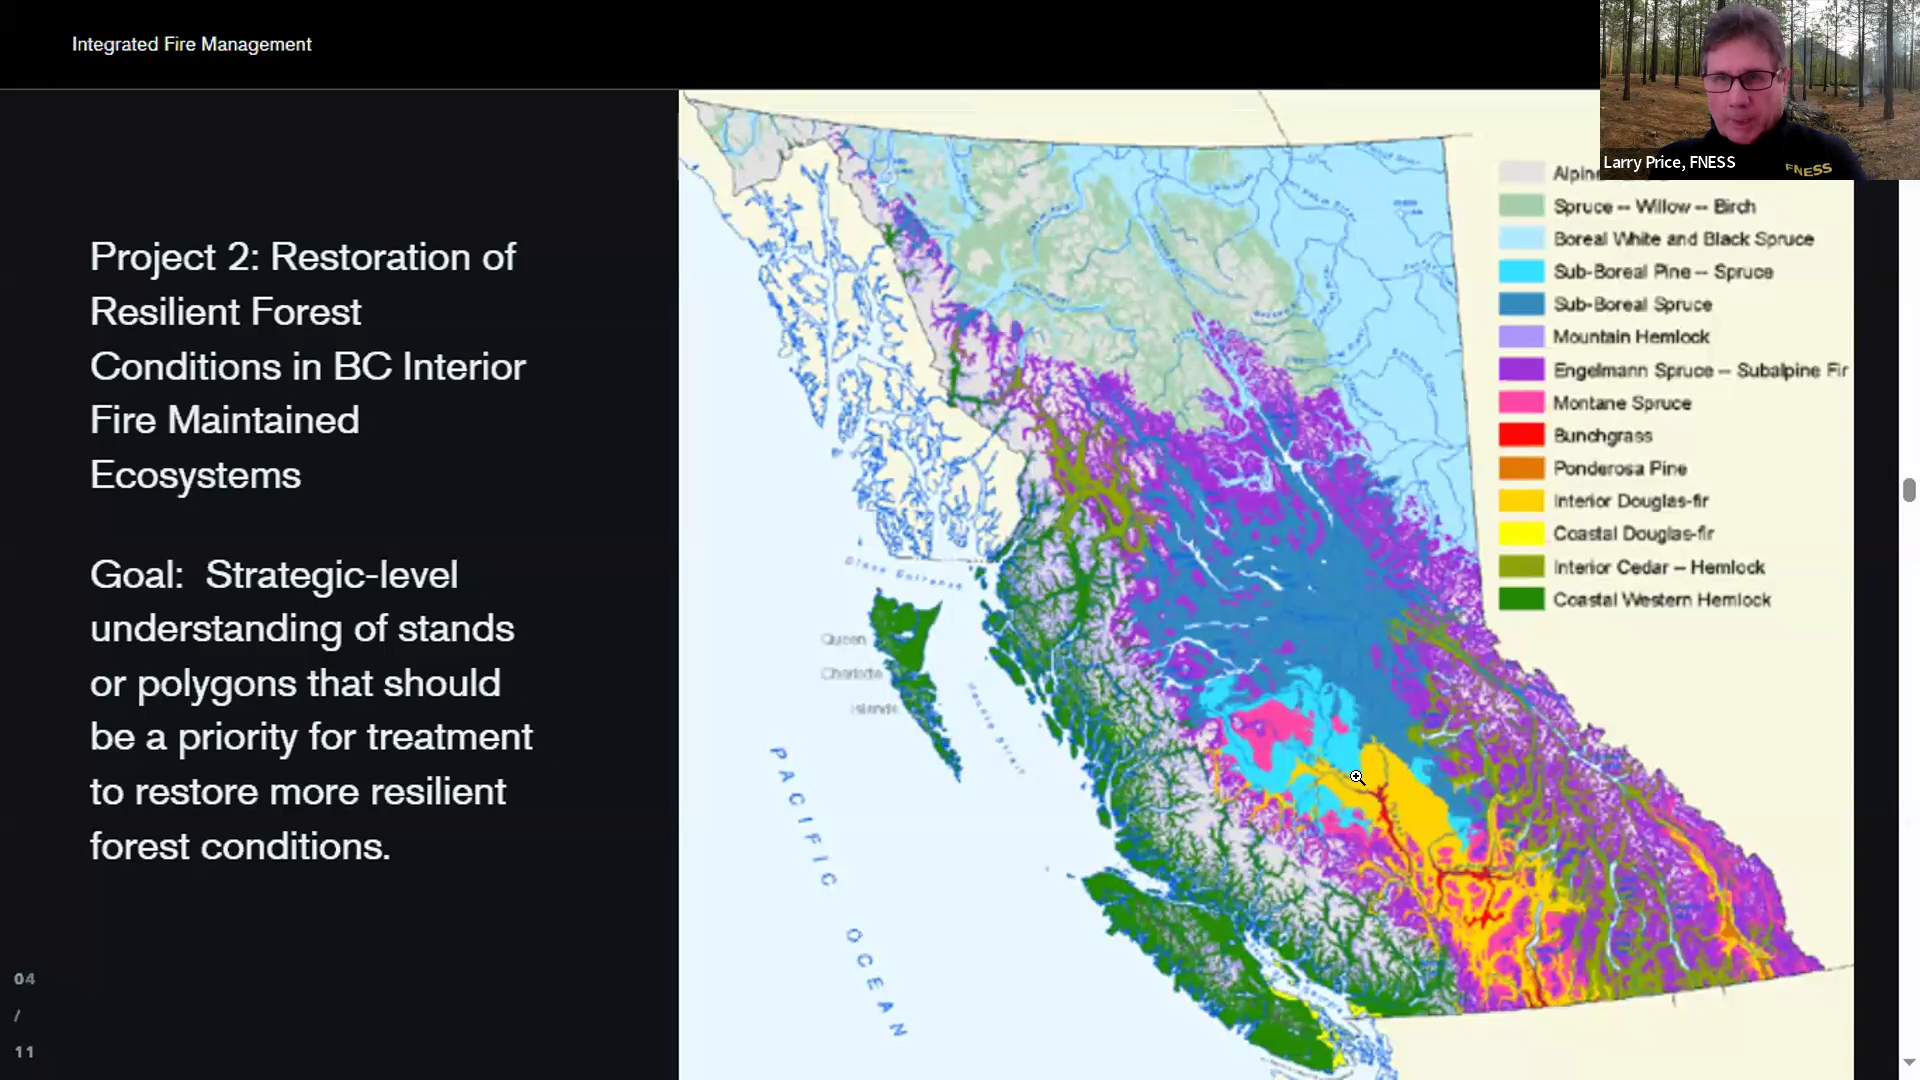 Integrated Fire Management
Larry Price, FNESS
FNESS
Project 2: Restoration of
Resilient Forest
Conditions in BC Interior
Fire Maintained
Ecosystems
Goal: Strategic-level
understanding of stands
or polygons that should
be a priority for treatment
to restore more resilient
forest conditions.
04
/
11
Alpine
Spruce -- Willow -- Birch
Boreal White and Black Spruce
Sub-Boreal Pine -- Spruce
Sub-Boreal Spruce
Mountain Hemlock
Engelmann Spruce -- Subalpine Fir
Montane Spruce
Bunchgrass
Ponderosa Pine
Interior Douglas-fir
Coastal Douglas-fir
Interior Cedar -- Hemlock
Coastal Western Hemlock
Queen
Charlotte
Islands
PACIFIC OCEAN